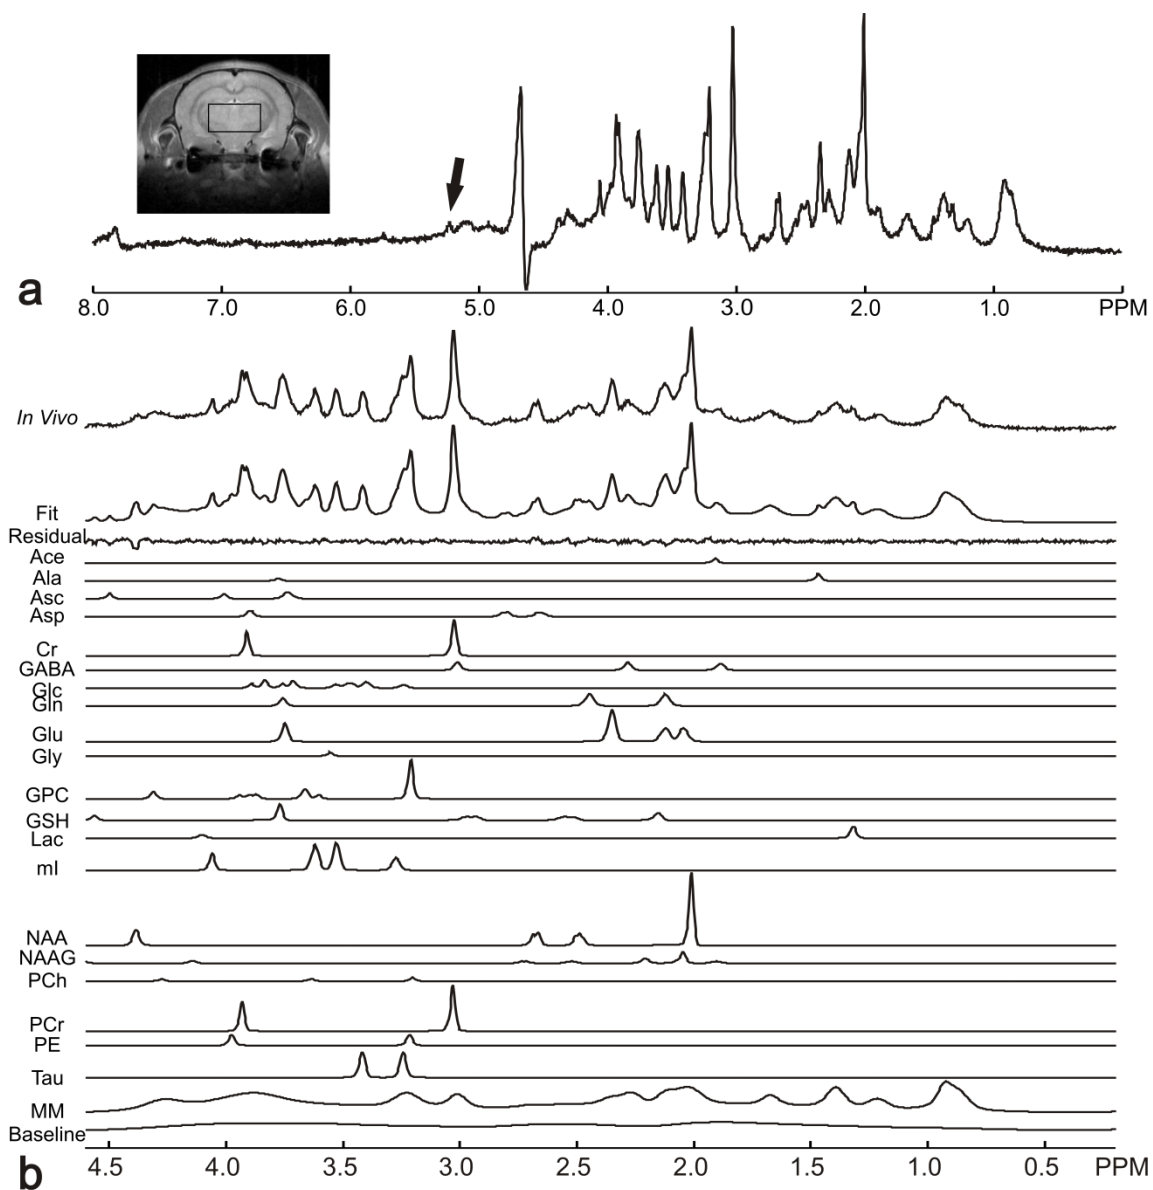 a
8.0 7.0 6.0 5.0 4.0 3.0 2.0 1.0 PPM
In Vivo
Fit
Residual
Ace
Ala
Asc
Asp
Cr
GABA
Glc
Gln
Glu
Gly
GPC
GSH
Lac
mI
NAA
NAAG
PCh
PCr
PE
Tau
MM
Baseline
b
4.5 4.0 3.5 3.0 2.5 2.0 1.5 1.0 0.5 PPM